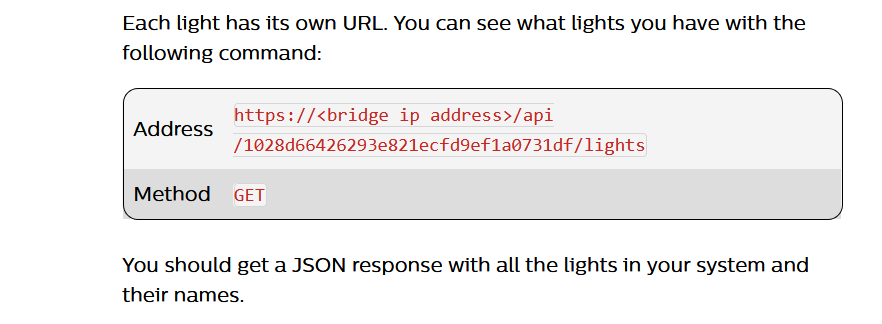 Each light has its own URL. You can see what lights you have with the
following command:
Address
https://<bridge ip address>/api
/1028d66426293e821ecfd9ef1a0731df/lights
Method GET
You should get a JSON response with all the lights in your system and
their names.